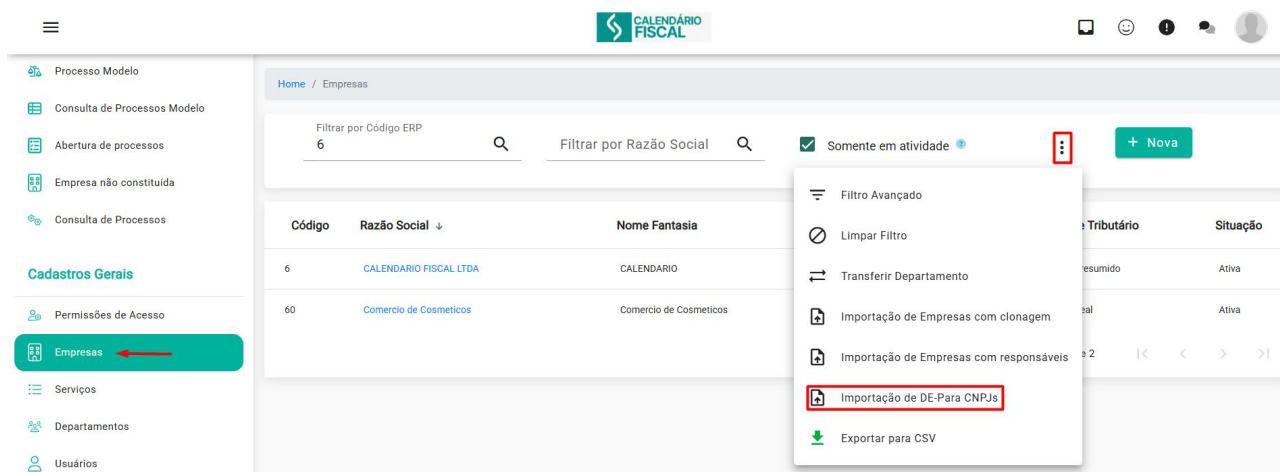 CALENDÁRIO
FISCAL
Processo Modelo
Consulta de Processos Modelo
Abertura de processos
Empresa não constituída
Consulta de Processos
Cadastros Gerais
Permissões de Acesso
Empresas
Serviços
Departamentos
Usuários
Home / Empresas
Filtrar por Código ERP
6
Filtrar por Razão Social
Somente em atividade ?
+ Nova
Filtro Avançado
Limpar Filtro
Transferir Departamento
Importação de Empresas com clonagem
Importação de Empresas com responsáveis
Importação de DE-Para CNPJs
Exportar para CSV
Código Razão Social Nome Fantasia Tributário Situação
6 CALENDARIO FISCAL LTDA CALENDARIO resumido Ativa
60 Comercio de Cosmeticos Comercio de Cosmeticos eal Ativa
e 2